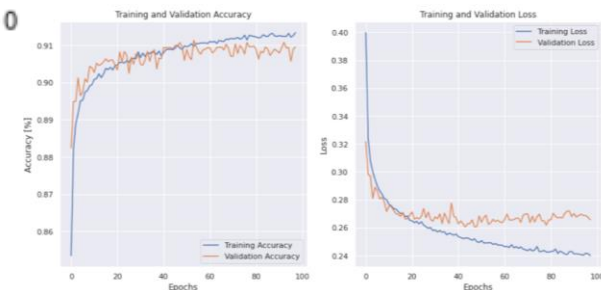 0
Training and Validation Accuracy
Accuracy [%]
0.91
0.90
0.89
0.88
0.87
0.86
Training Accuracy
Validation Accuracy
0 20 40 60 80 100
Epochs
Training and Validation Loss
Loss
0.40
0.38
0.36
0.34
0.32
0.30
0.28
0.26
0.24
Training Loss
Validation Loss
0 20 40 60 80 100
Epochs